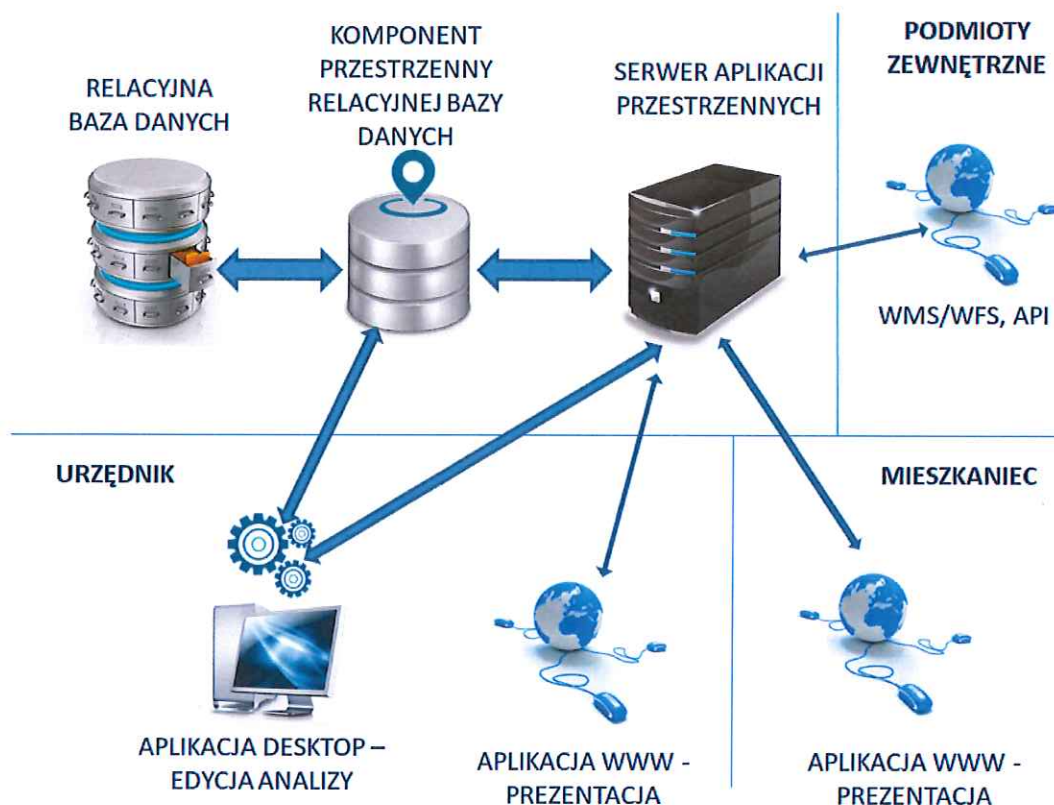 RELACYJNA
BAZA DANYCH
KOMPONENT
PRZESTRZENNY
RELACYJNEJ BAZY
DANYCH
SERWER APLIKACJI
PRZESTRZENNYCH
PODMIOTY
ZEWNĘTRZNE
WMS/WFS, API
URZĘDNIK
MIESZKANIEC
APLIKACJA DESKTOP –
EDYCJA ANALIZY
APLIKACJA WWW -
PREZENTACJA
APLIKACJA WWW -
PREZENTACJA